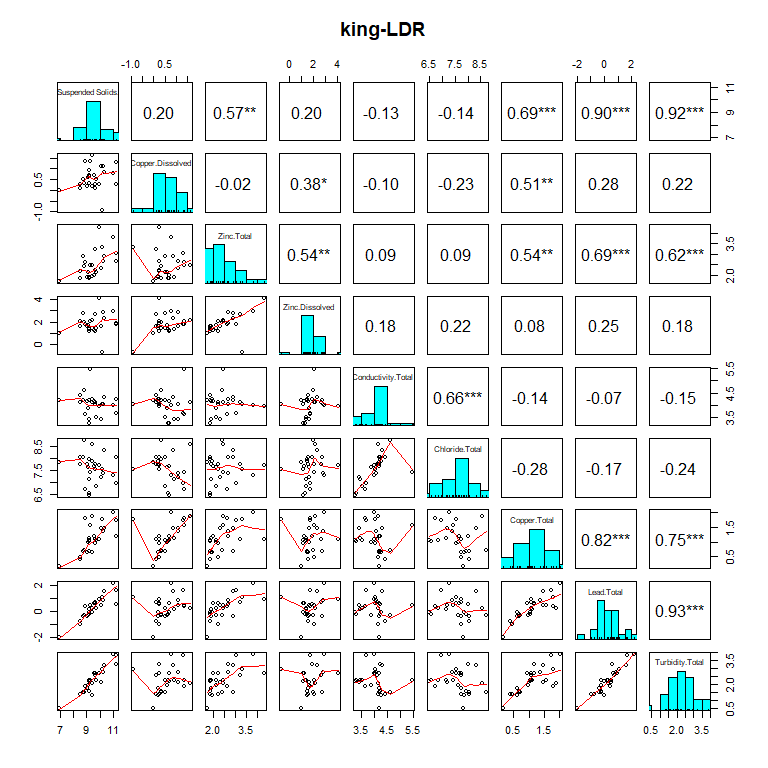 king-LDR
-1.0 0.5 0 2 4 6.5 7.5 8.5 -2 0 2
Suspended Solids. 0.20 0.57** 0.20 -0.13 -0.14 0.69*** 0.90*** 0.92*** 7 9 11
-1.0 0.5 Copper.Dissolved -0.02 0.38* -0.10 -0.23 0.51** 0.28 0.22
Zinc.Total 0.54** 0.09 0.09 0.54** 0.69*** 0.62*** 2.0 3.5
0 2 4 Zinc.Dissolved 0.18 0.22 0.08 0.25 0.18
Conductivity.Total 0.66*** -0.14 -0.07 -0.15 3.5 4.5 5.5
6.5 7.5 8.5 Chloride.Total -0.28 -0.17 -0.24
Copper.Total 0.82*** 0.75*** 0.5 1.5
-2 0 2 Lead.Total 0.93***
Turbidity.Total 0.5 2.0 3.5
7 9 11 2.0 3.5 3.5 4.5 5.5 0.5 1.5 0.5 2.0 3.5